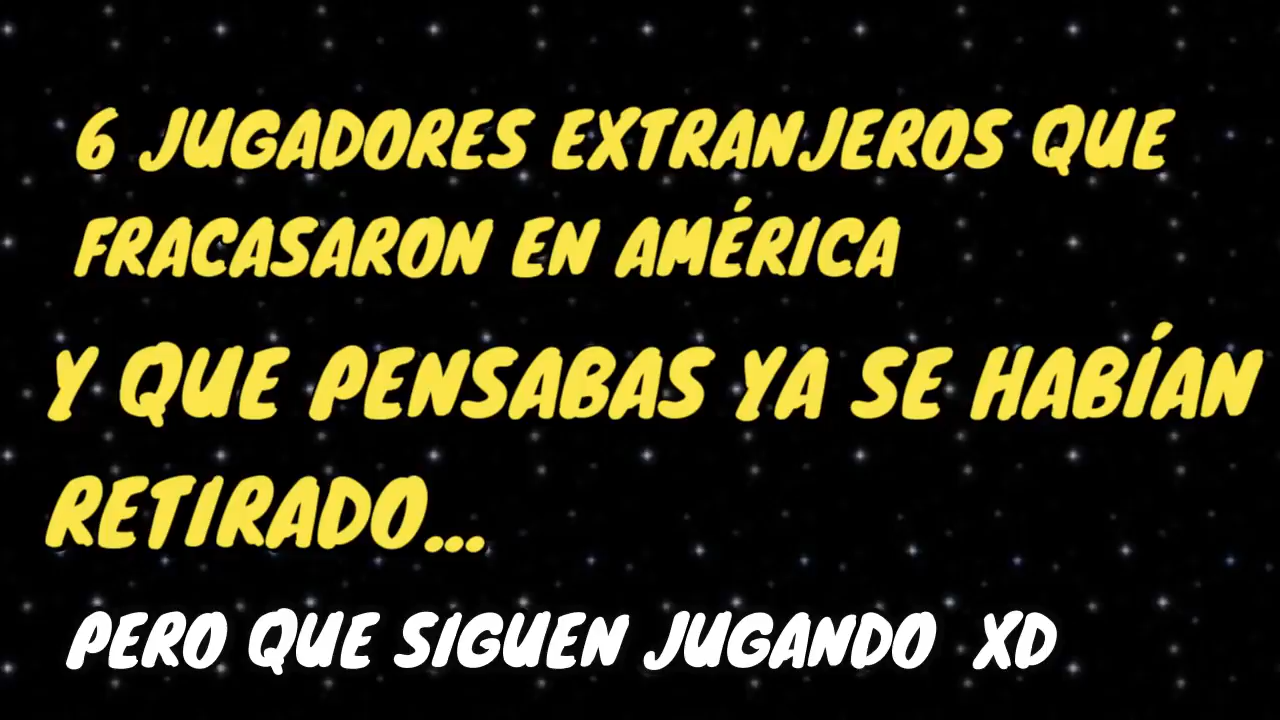 6 JUGADORES EXTRANJEROS QUE
FRACASARON EN AMÉRICA
Y QUE PENSABAS YA SE HABÍAN
RETIRADO...
PERO QUE SIGUEN JUGANDO XD